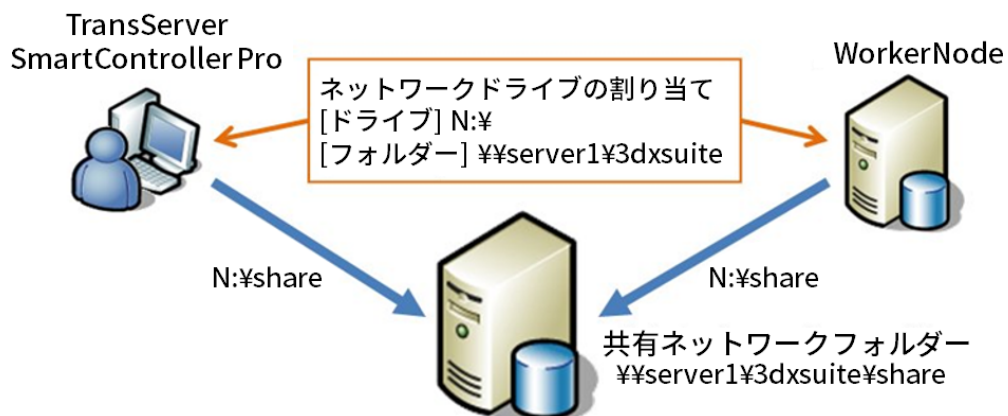 TransServer
SmartController Pro
WorkerNode
ネットワークドライブの割り当て
[ドライブ] N:¥
[フォルダー] ¥¥server1¥3dxsuite
N:¥share
N:¥share
共有ネットワークフォルダー
¥¥server1¥3dxsuite¥share